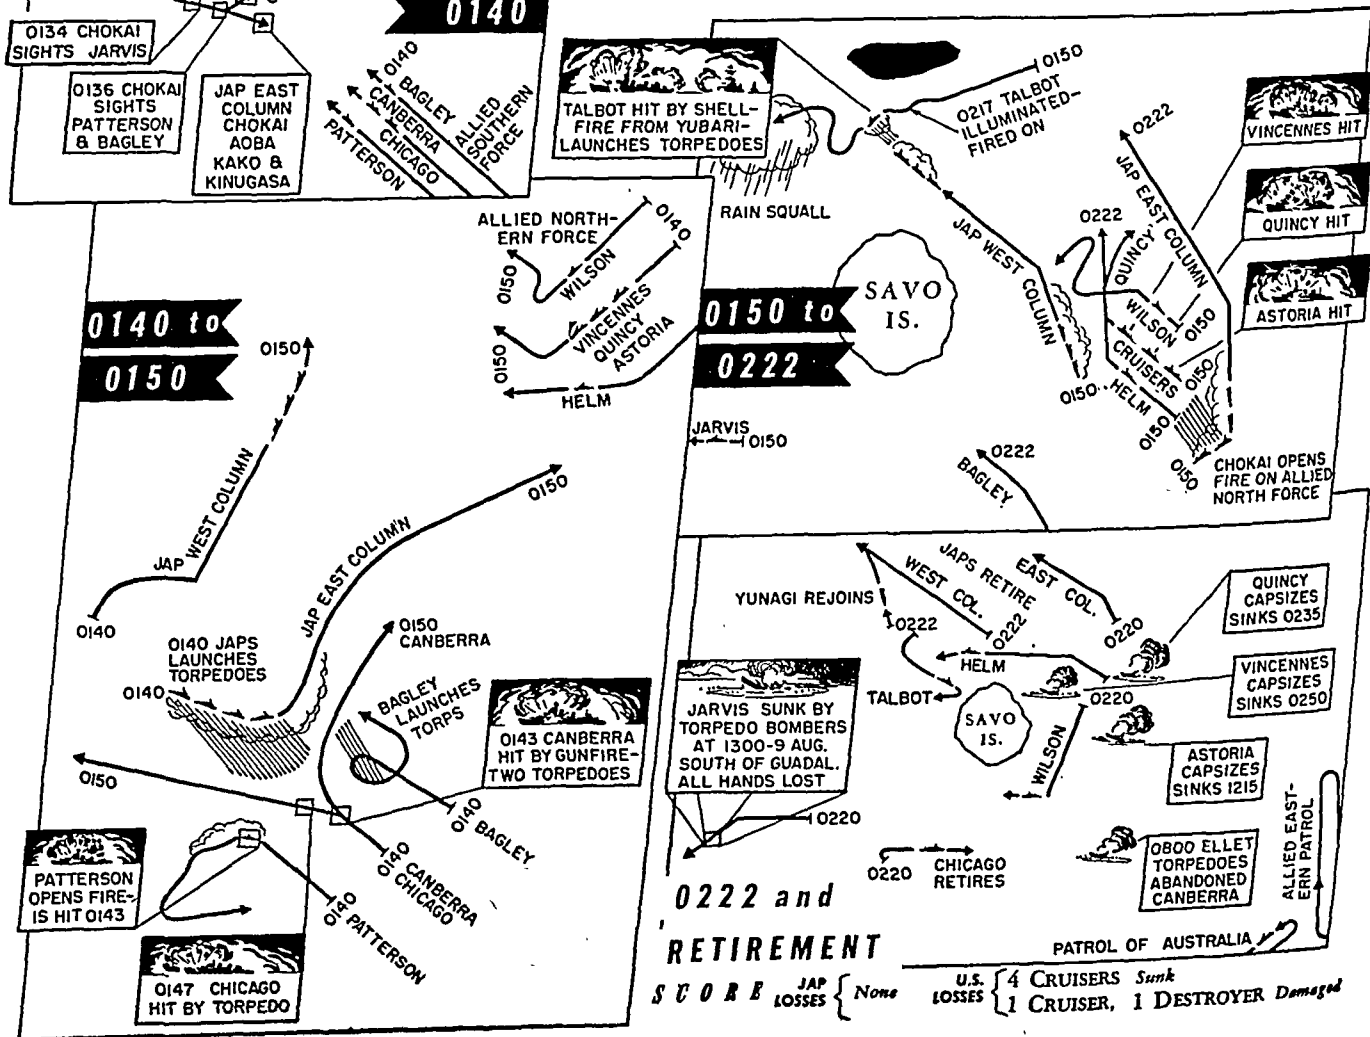 0134 CHOKAI
SIGHTS JARVIS
0136 CHOKAI
SIGHTS
PATTERSON
& BAGLEY
JAP EAST
COLUMN
CHOKAI
AOBA
KAKO &
KINUGASA
0140
0140
BAGLEY
CANBERRA
CHICAGO
PATTERSON
ALLIED
SOUTHERN
FORCE
0140 to
0150
ALLIED NORTH-
ERN FORCE
0140
0150
WILSON
VINCENNES
QUINCY
ASTORIA
0150
HELM
0150
JAP WEST COLUMN
0140
JAP EAST COLUM'N
0150
0140 JAPS
LAUNCHES
TORPEDOES
0140
0150
CANBERRA
BAGLEY
LAUNCHES
TORPS
0143 CANBERRA
HIT BY GUNFIRE-
TWO TORPEDOES
0150
0140 BAGLEY
0140 CANBERRA
CHICAGO
0140 PATTERSON
PATTERSON
OPENS FIRE-
IS HIT 0143
0147 CHICAGO
HIT BY TORPEDO
TALBOT HIT BY SHELL-
FIRE FROM YUBARI-
LAUNCHES TORPEDOES
0150
0217 TALBOT
ILLUMINATED-
FIRED ON
RAIN SQUALL
0150 to
0222
SAVO
IS.
JAP WEST COLUMN
0150
0222
JAP EAST COLUMN
0222
QUINCY
WILSON
0150
CRUISERS
0150
HELM
0150
0150
VINCENNES HIT
QUINCY HIT
ASTORIA HIT
CHOKAI OPENS
FIRE ON ALLIED
NORTH FORCE
JARVIS
0150
BAGLEY
0222
JAPS RETIRE
WEST COL.
0222
EAST COL.
0220
YUNAGI REJOINS
0222
HELM
TALBOT
0220
SAVO
IS.
WILSON
QUINCY
CAPSIZES
SINKS 0235
VINCENNES
CAPSIZES
SINKS 0250
ASTORIA
CAPSIZES
SINKS 1215
0800 ELLET
TORPEDOES
ABANDONED
CANBERRA
JARVIS SUNK BY
TORPEDO BOMBERS
AT 1300-9 AUG.
SOUTH OF GUADAL.
ALL HANDS LOST
0220
0220
CHICAGO
RETIRES
ALLIED EAST-
ERN PATROL
PATROL OF AUSTRALIA
0222 and
RETIREMENT
SCORE JAP LOSSES { None U.S. LOSSES { 4 CRUISERS Sunk
1 CRUISER, 1 DESTROYER Damaged